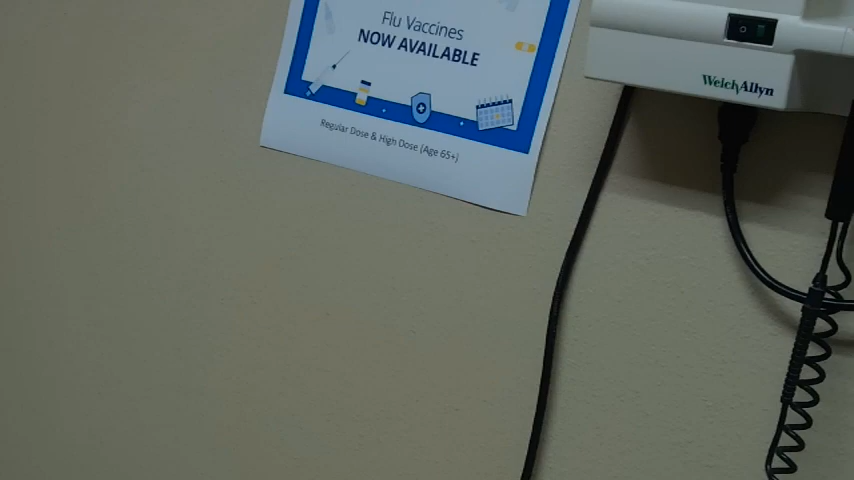 Flu Vaccines
NOW AVAILABLE
Regular Dose & High Dose (Age 65+)
WelchAllyn